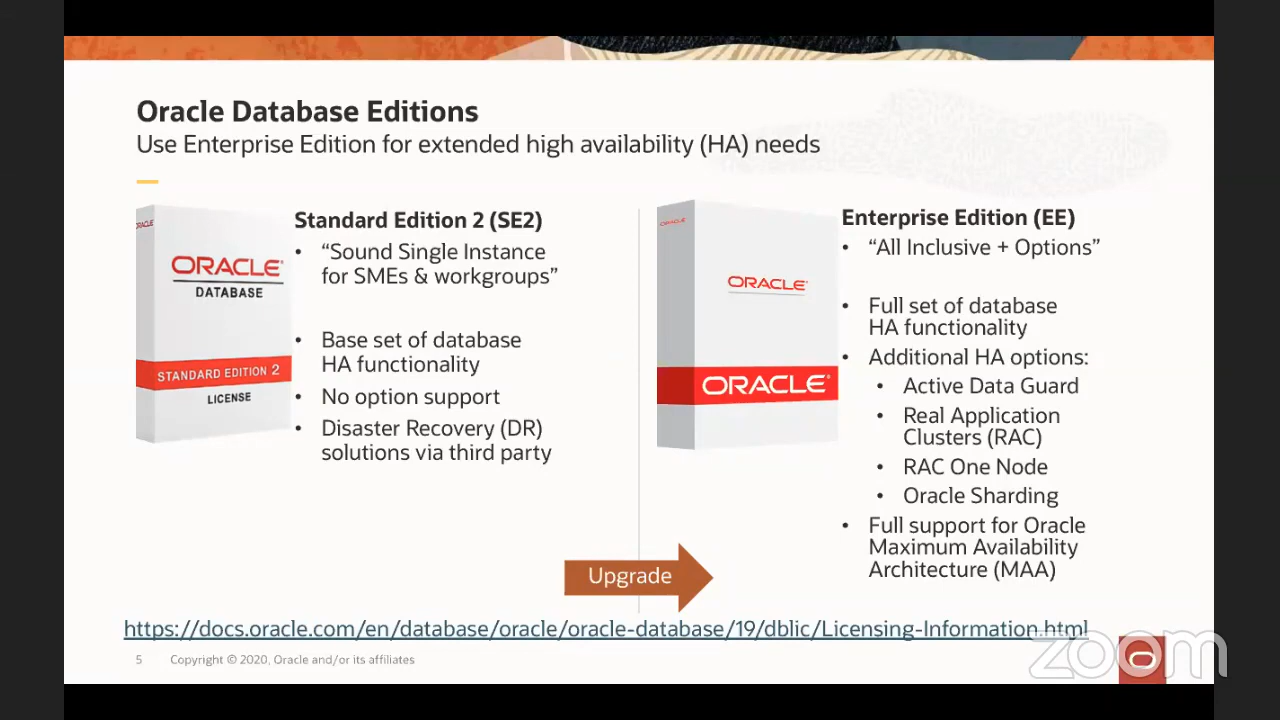 Oracle Database Editions
Use Enterprise Edition for extended high availability (HA) needs
ORACLE
ORACLE
DATABASE
STANDARD EDITION 2
LICENSE
Standard Edition 2 (SE2)
• “Sound Single Instance
for SMEs & workgroups”
• Base set of database
HA functionality
• No option support
• Disaster Recovery (DR)
solutions via third party
ORACLE
ORACLE
ORACLE
Enterprise Edition (EE)
• “All Inclusive + Options”
• Full set of database
HA functionality
• Additional HA options:
• Active Data Guard
• Real Application
Clusters (RAC)
• RAC One Node
• Oracle Sharding
• Full support for Oracle
Maximum Availability
Architecture (MAA)
Upgrade
https://docs.oracle.com/en/database/oracle/oracle-database/19/dblic/Licensing-Information.html
5 Copyright © 2020, Oracle and/or its affiliates
zoom